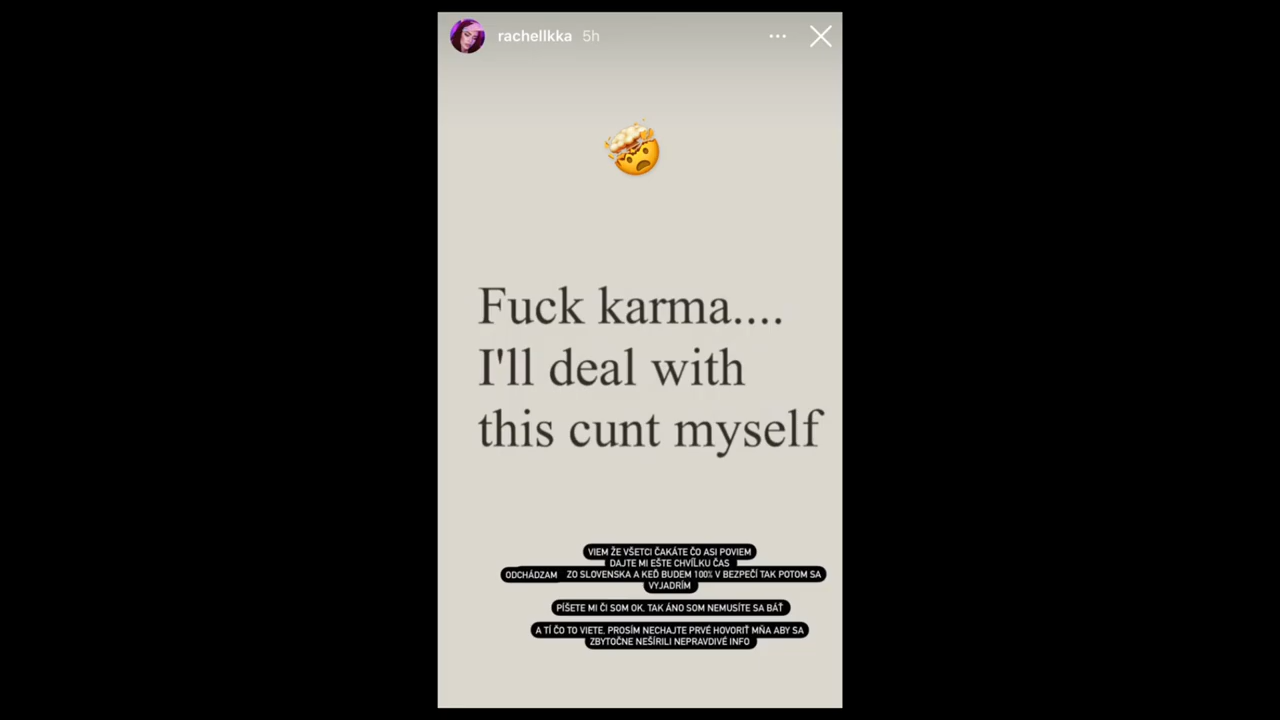 rachellkka 5h
Fuck karma....
I'll deal with
this cunt myself
VIEM ŽE VŠETCI ČAKÁTE ČO ASI POVIEM
DAJTE MI EŠTE CHVÍĽKU ČAS
ODCHÁDZAM ZO SLOVENSKA A KEĎ BUDEM 100% V BEZPEČÍ TAK POTOM SA
VYJADRÍM
PÍŠETE MI ČI SOM OK. TAK ÁNO SOM NEMUSÍTE SA BÁŤ
A TÍ ČO TO VIETE, PROSÍM NECHAJTE PRVÉ HOVORIŤ MŇA ABY SA
ZBYTOČNE NEŠÍRILI NEPRAVDIVÉ INFO